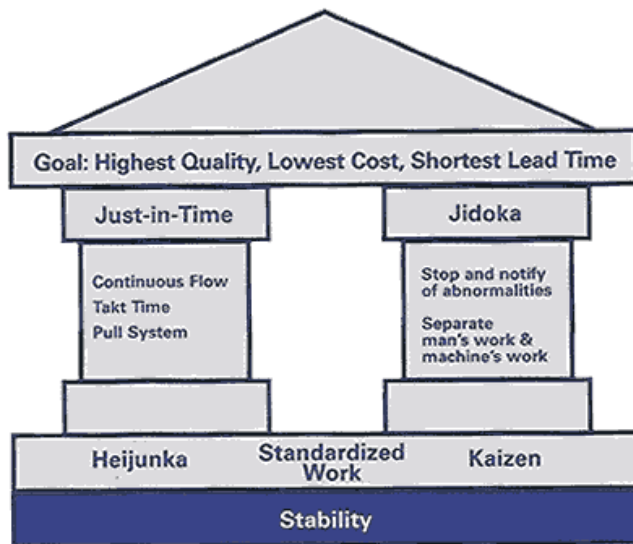 Goal: Highest Quality, Lowest Cost, Shortest Lead Time
Just-in-Time
Continuous Flow
Takt Time
Pull System
Jidoka
Stop and notify
of abnormalities
Separate
man's work &
machine's work
Heijunka
Standardized
Work
Kaizen
Stability